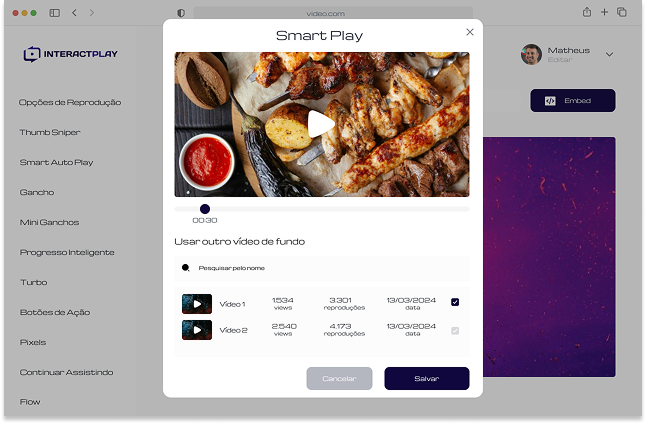 video.com
INTERACTPLAY
Matheus
Editar
Opções de Reprodução
Thumb Sniper
Smart Auto Play
Gancho
Mini Ganchos
Progresso Inteligente
Turbo
Botões de Ação
Pixels
Continuar Assistindo
Flow
Embed
Smart Play
00:30
Usar outro vídeo de fundo
Pesquisar pelo nome
Vídeo 1 1.534 3.301 13/03/2024
views reproduções data
Vídeo 2 2.540 4.173 13/03/2024
views reproduções data
Cancelar Salvar